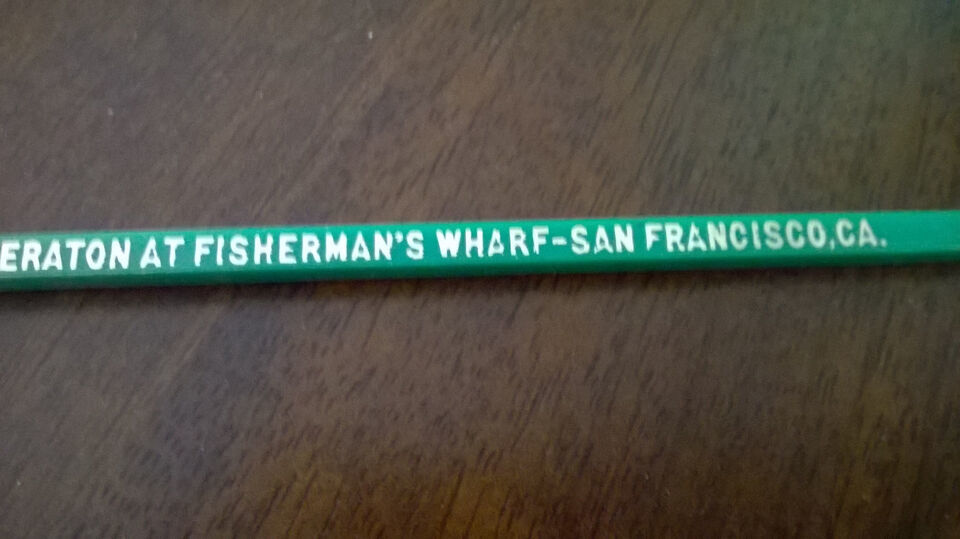 ERATON AT FISHERMAN'S WHARF-SAN FRANCISCO,CA.